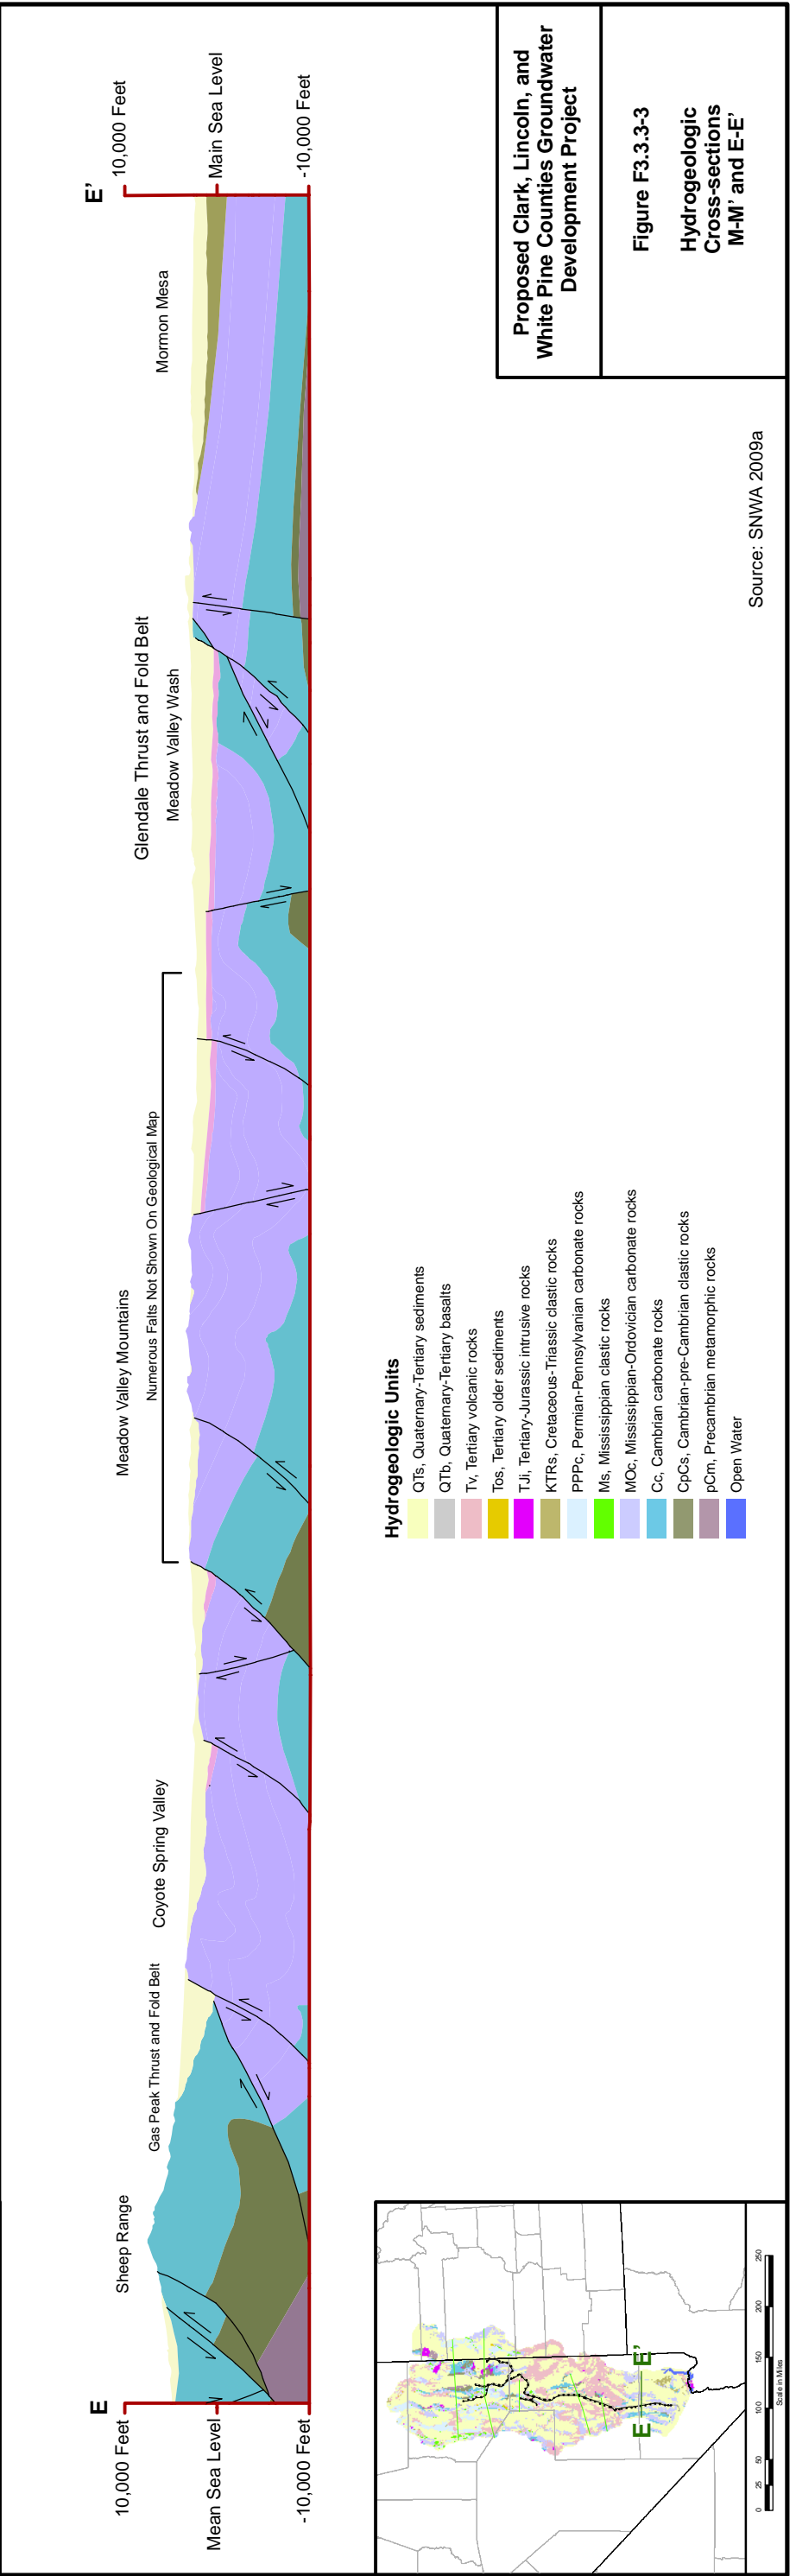 E
E'
10,000 Feet
Mean Sea Level
-10,000 Feet
10,000 Feet
Main Sea Level
-10,000 Feet
Sheep Range
Gas Peak Thrust and Fold Belt
Coyote Spring Valley
Meadow Valley Mountains
Numerous Falts Not Shown On Geological Map
Glendale Thrust and Fold Belt
Meadow Valley Wash
Mormon Mesa
Hydrogeologic Units
QTs, Quaternary-Tertiary sediments
QTb, Quaternary-Tertiary basalts
Tv, Tertiary volcanic rocks
Tos, Tertiary older sediments
TJi, Tertiary-Jurassic intrusive rocks
KTRs, Cretaceous-Triassic clastic rocks
PPPc, Permian-Pennsylvanian carbonate rocks
Ms, Mississippian clastic rocks
MOc, Mississippian-Ordovician carbonate rocks
Cc, Cambrian carbonate rocks
CpCs, Cambrian-pre-Cambrian clastic rocks
pCm, Precambrian metamorphic rocks
Open Water
E
E'
0 25 50 100 150 200 250
Scale in Miles
Source: SNWA 2009a
Proposed Clark, Lincoln, and
White Pine Counties Groundwater
Development Project
Figure F3.3.3-3
Hydrogeologic
Cross-sections
M-M' and E-E'